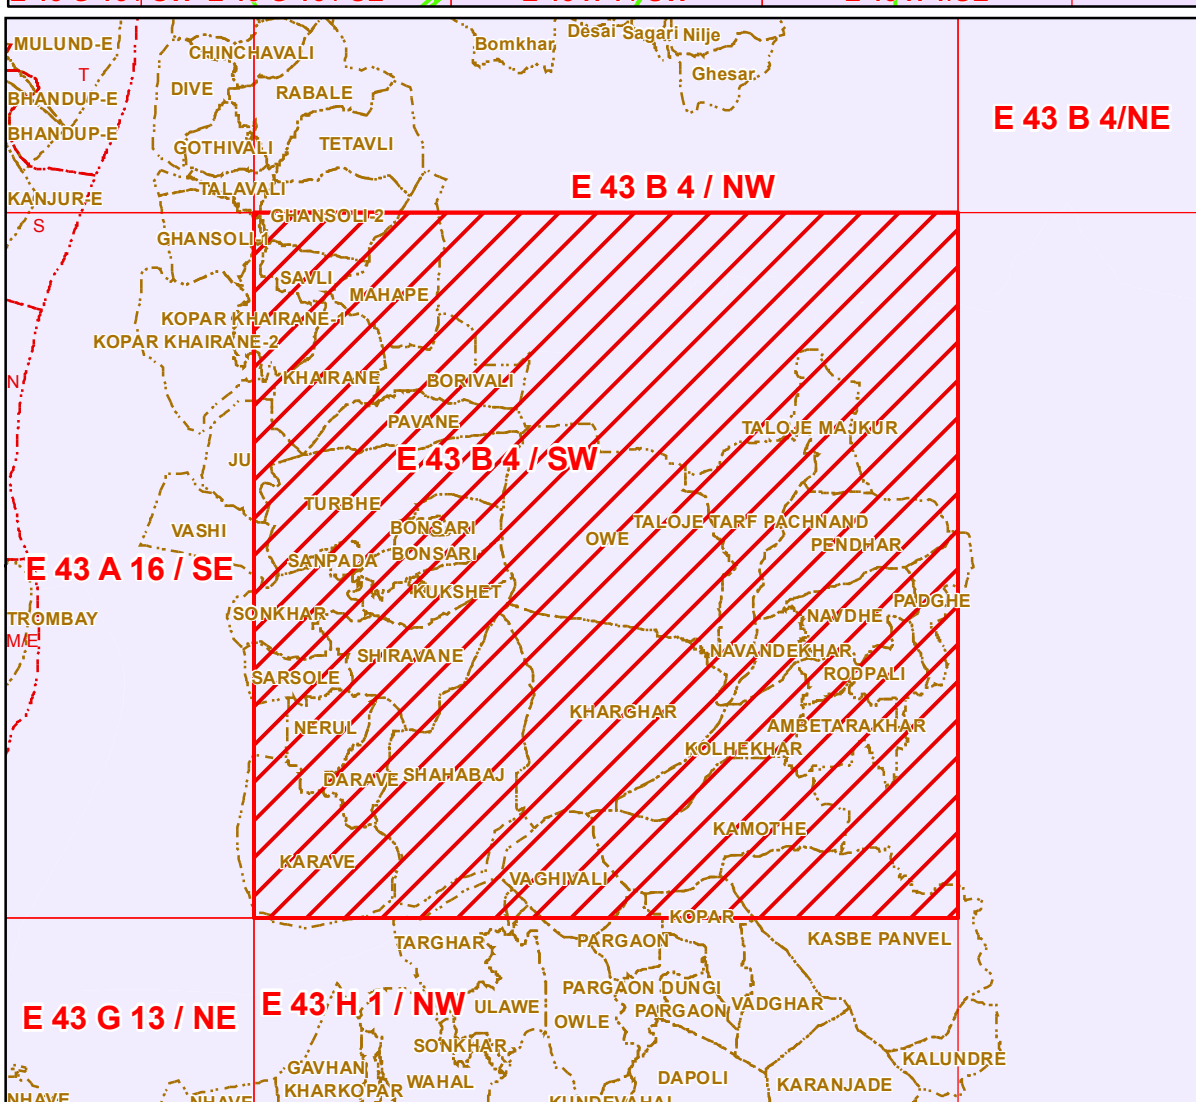 Desai Sagari Nilje
MULUND-E
CHINCHAVALI
Bomkhar
T
Ghesar
DIVE
RABALE
BHANDUP-E
E 43 B 4/NE
BHANDUP-E
GOTHIVALI
TETAVLI
KANJUR-E
TALAVALI
E 43 B 4 / NW
GHANSOLI-2
S
GHANSOLI-1
SAVLI
MAHAPE
KOPAR KHAIRANE-1
KOPAR KHAIRANE-2
N
KHAIRANE
BORIVALI
PAVANE
TALOJE MAJKUR
JU
E 43 B 4 / SW
TURBHE
VASHI
BONSARI
TALOJE TARF PACHNAND
OWE
PENDHAR
BONSARI
SANPADA
E 43 A 16 / SE
KUKSHET
PADGHE
TROMBAY
SONKHAR
NAVDHE
M/E
SHIRAVANE
NAVANDEKHAR
SARSOLE
RODPALI
NERUL
KHARGHAR
AMBETARAKHAR
KOLHEKHAR
DARAVE
SHAHABAJ
KAMOTHE
KARAVE
VAGHIVALI
KOPAR
TARGHAR
PARGAON
KASBE PANVEL
PARGAON DUNGI
E 43 G 13 / NE
E 43 H 1 / NW
ULAWE
OWLE
PARGAON
VADGHAR
SONKHAR
KALUNDRE
GAVHAN
WAHAL
DAPOLI
KARANJADE
KHARKOPAR
NHAVE
NHAVE